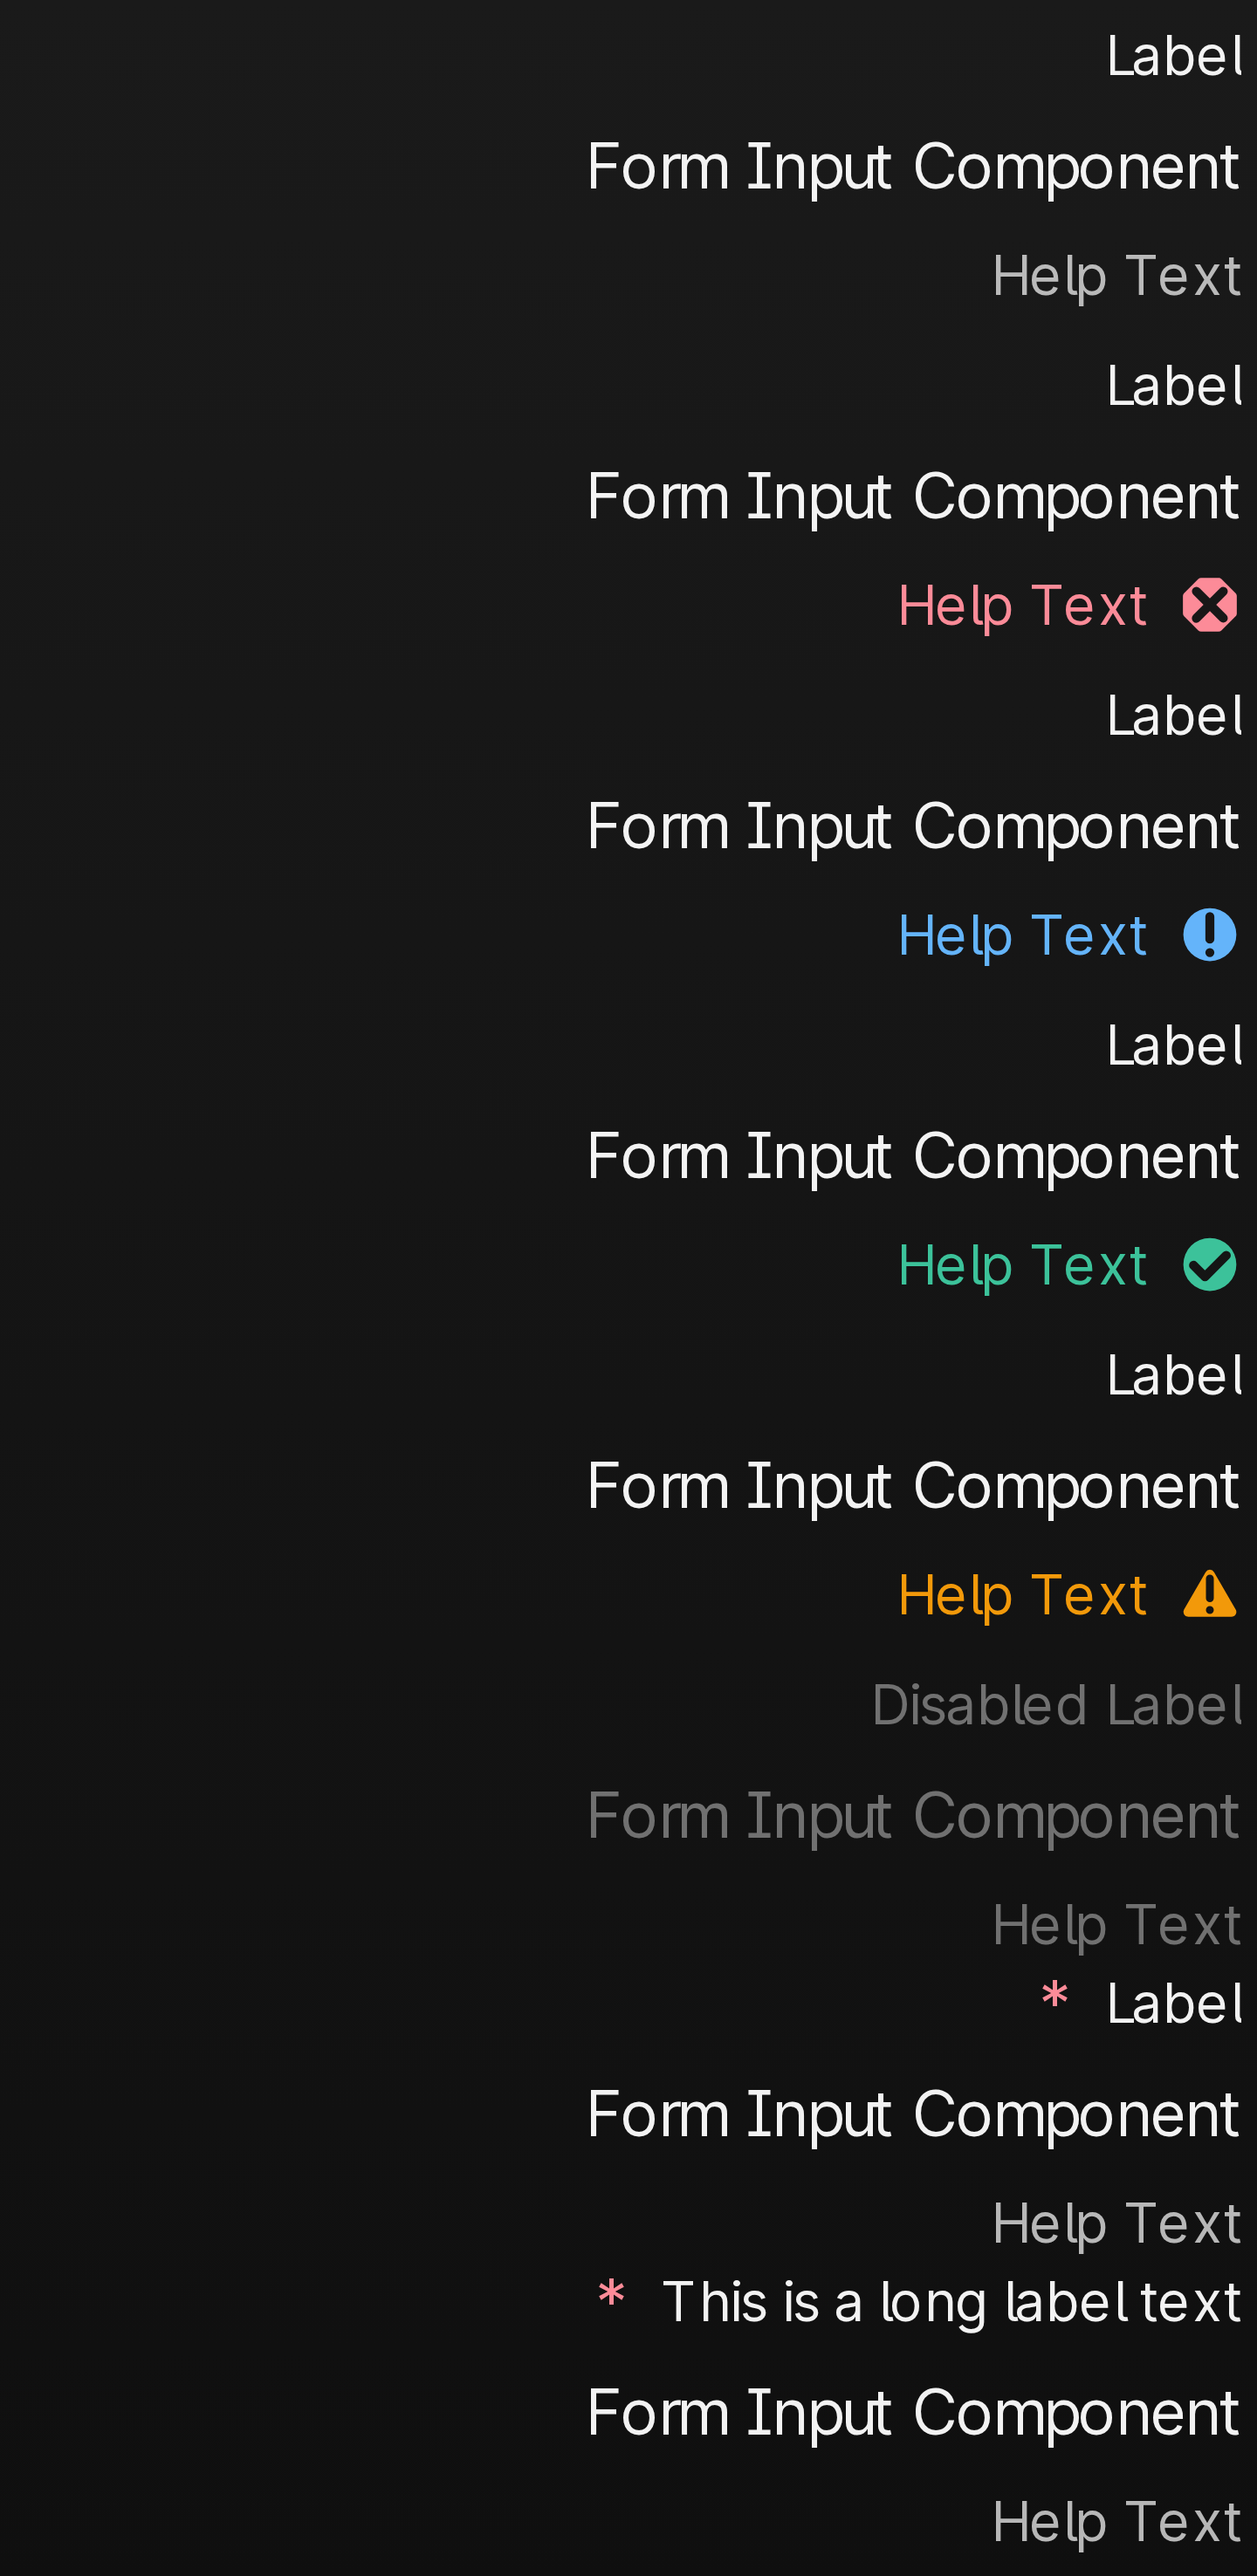 Label
Form Input Component
Help Text
Label
Form Input Component
Help Text
Label
Form Input Component
Help Text
Label
Form Input Component
Help Text
Label
Form Input Component
Help Text
Disabled Label
Form Input Component
Help Text
* Label
Form Input Component
Help Text
* This is a long label text
Form Input Component
Help Text